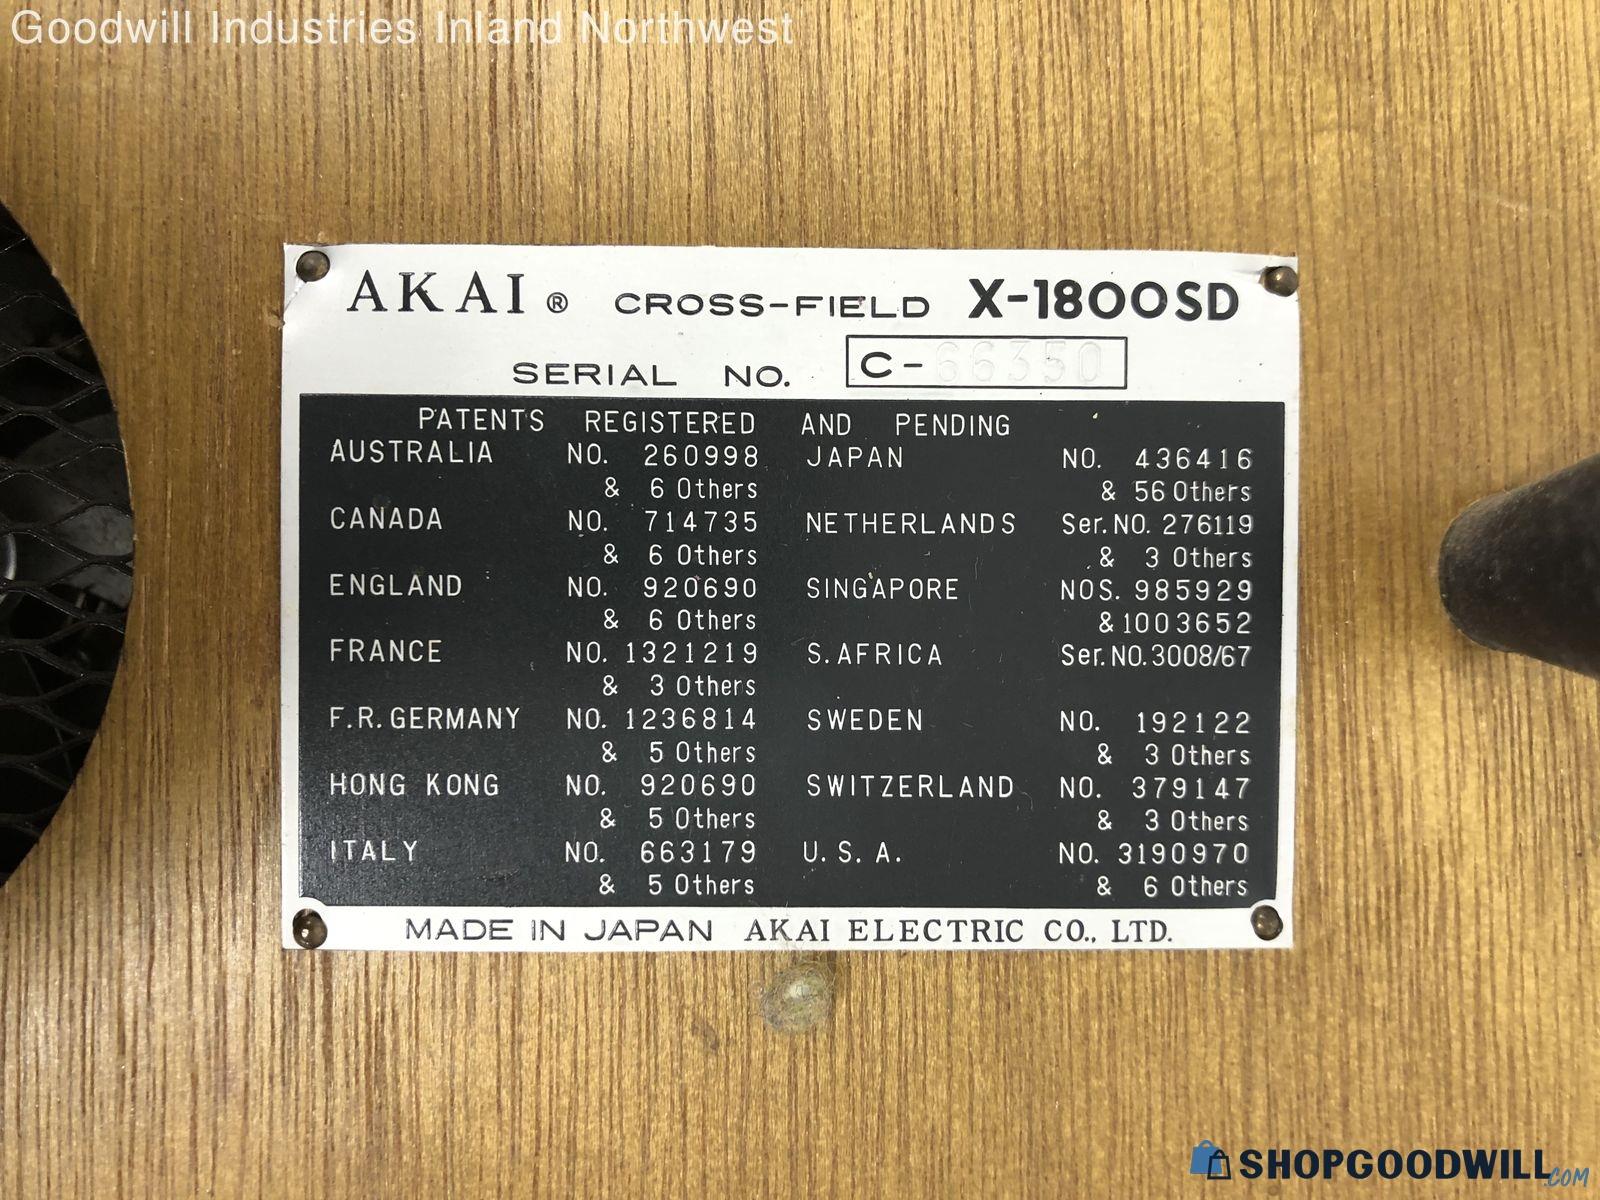 Goodwill Industries Inland Northwest
AKAI ® CROSS-FIELD X-1800SD
SERIAL NO. C-66350
PATENTS REGISTERED AND PENDING
AUSTRALIA NO. 260998 JAPAN NO. 436416
& 6 Others & 56 Others
CANADA NO. 714735 NETHERLANDS Ser.NO. 276119
& 6 Others & 3 Others
ENGLAND NO. 920690 SINGAPORE NOS. 985929
& 6 Others & 1003652
FRANCE NO. 1321219 S.AFRICA Ser.NO.3008/67
& 3 Others
F.R.GERMANY NO. 1236814 SWEDEN NO. 192122
& 5 Others & 3 Others
HONG KONG NO. 920690 SWITZERLAND NO. 379147
& 5 Others & 3 Others
ITALY NO. 663179 U.S.A. NO. 3190970
& 5 Others & 6 Others
MADE IN JAPAN AKAI ELECTRIC CO., LTD.
SHOPGOODWILL.COM